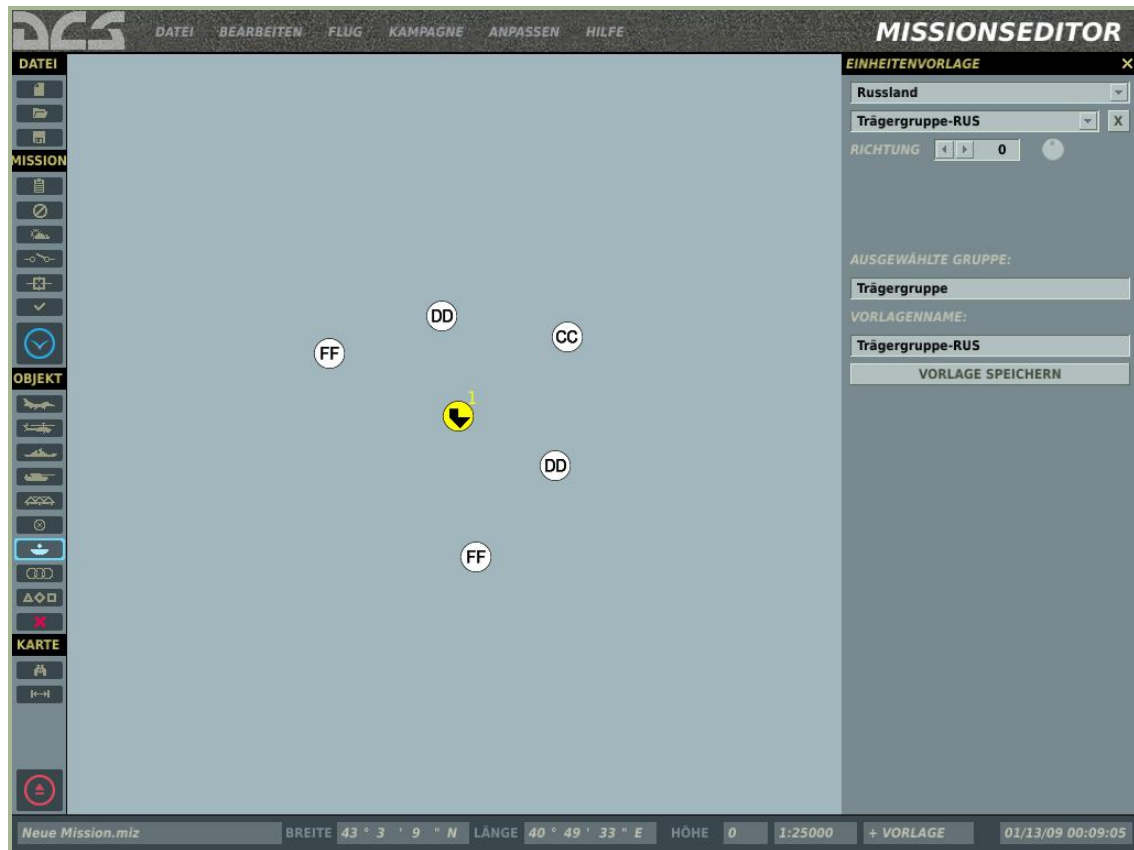 DCS DATEI BEARBEITEN FLUG KAMPAGNE ANPASSEN HILFE MISSIONSEDITOR
DATEI
EINHEITENVORLAGE
Russland
Trägergruppe-RUS X
MISSION
RICHTUNG 0
AUSGEWÄHLTE GRUPPE:
Trägergruppe
VORLAGENNAME:
Trägergruppe-RUS
VORLAGE SPEICHERN
DD
CC
FF
1
DD
FF
OBJEKT
KARTE
Neue Mission.miz BREITE 43 ° 3 ' 9 " N LÄNGE 40 ° 49 ' 33 " E HÖHE 0 1:25000 + VORLAGE 01/13/09 00:09:05